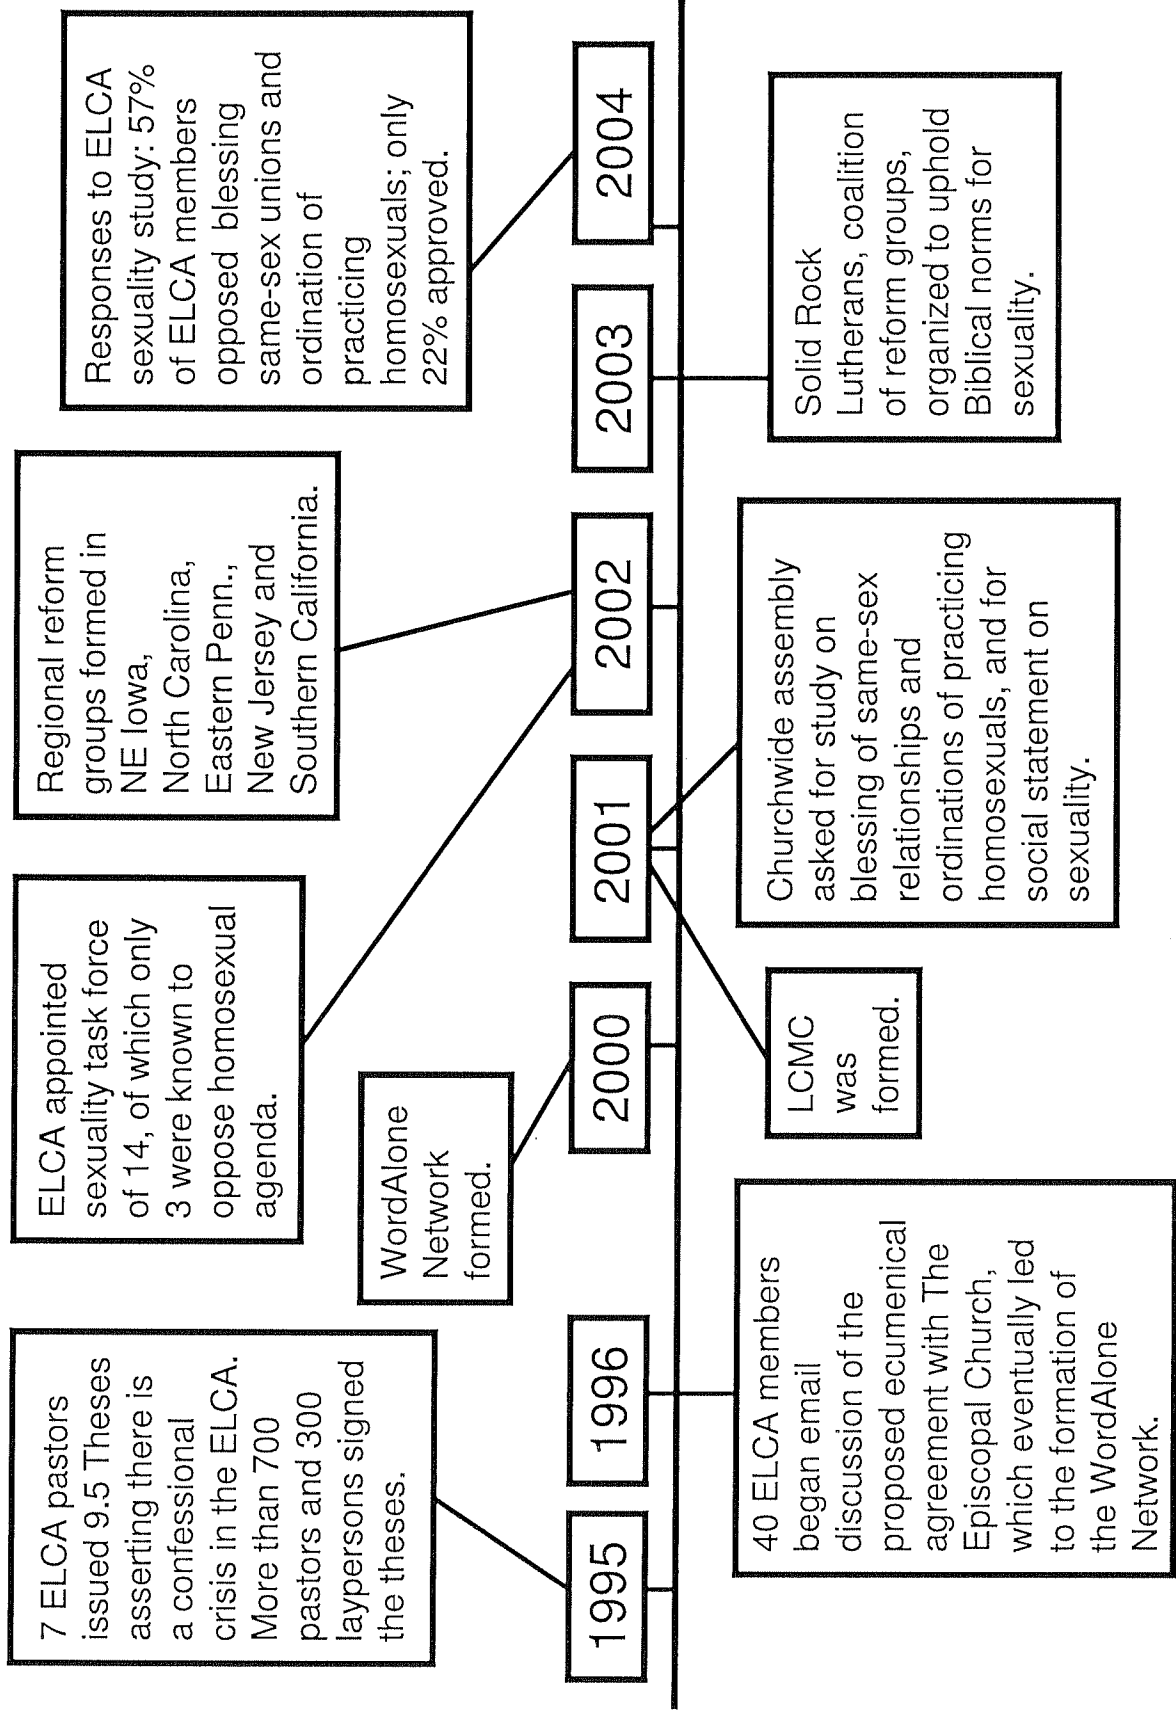 7 ELCA pastors
issued 9.5 Theses
asserting there is
a confessional
crisis in the ELCA.
More than 700
pastors and 300
laypersons signed
the theses.
ELCA appointed
sexuality task force
of 14, of which only
3 were known to
oppose homosexual
agenda.
WordAlone
Network
formed.
Regional reform
groups formed in
NE Iowa,
North Carolina,
Eastern Penn.,
New Jersey and
Southern California.
Responses to ELCA
sexuality study: 57%
of ELCA members
opposed blessing
same-sex unions and
ordination of
practicing
homosexuals; only
22% approved.
1995
1996
2000
2001
2002
2003
2004
40 ELCA members
began email
discussion of the
proposed ecumenical
agreement with The
Episcopal Church,
which eventually led
to the formation of
the WordAlone
Network.
LCMC
was
formed.
Churchwide assembly
asked for study on
blessing of same-sex
relationships and
ordinations of practicing
homosexuals, and for
social statement on
sexuality.
Solid Rock
Lutherans, coalition
of reform groups,
organized to uphold
Biblical norms for
sexuality.